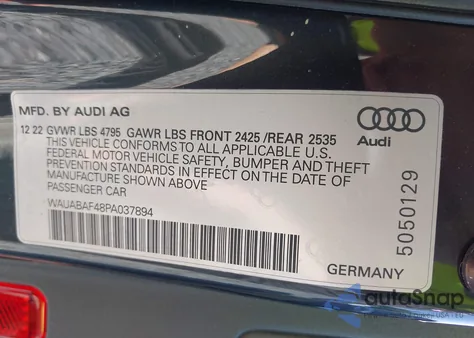 MFD. BY AUDI AG
12 22 GVWR LBS 4795 GAWR LBS FRONT 2425 /REAR 2535
THIS VEHICLE CONFORMS TO ALL APPLICABLE U.S.
FEDERAL MOTOR VEHICLE SAFETY, BUMPER AND THEFT
PREVENTION STANDARDS IN EFFECT ON THE DATE OF
MANUFACTURE SHOWN ABOVE
PASSENGER CAR
WAUABAF48PA037894
Audi
5050129
GERMANY
autoSnap